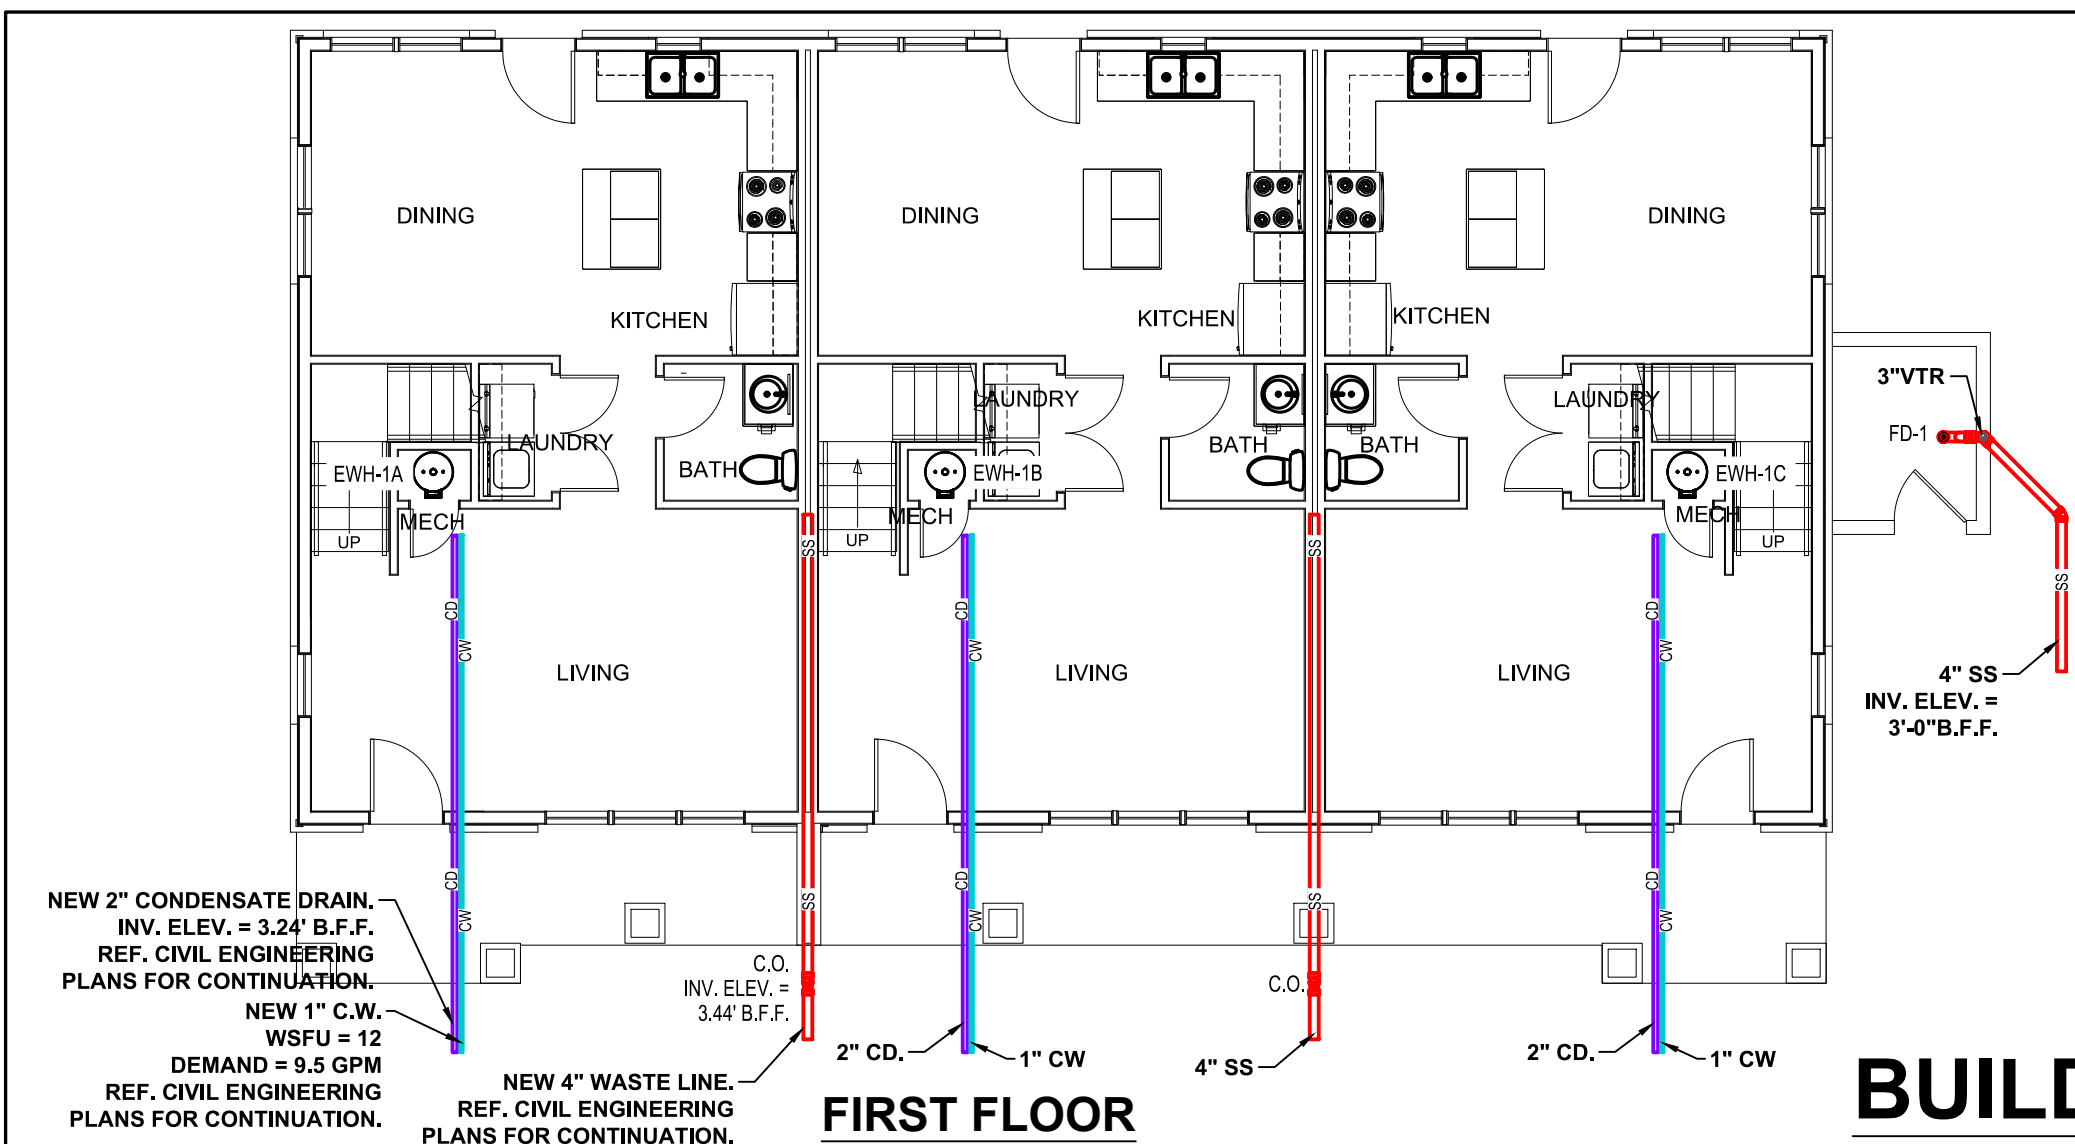 DINING
DINING
DINING
KITCHEN
KITCHEN
KITCHEN
3"VTR
FD-1
LAUNDRY
LAUNDRY
LAUNDRY
BATH
BATH
BATH
EWH-1A
EWH-1B
EWH-1C
MECH
MECH
MECH
UP
UP
UP
SS
SS
SS
CD
CW
CD
CW
CD
CW
LIVING
LIVING
LIVING
4" SS
INV. ELEV. =
3'-0"B.F.F.
CD
CW
SS
CD
CW
SS
CD
CW
NEW 2" CONDENSATE DRAIN.
INV. ELEV. = 3.24' B.F.F.
REF. CIVIL ENGINEERING
PLANS FOR CONTINUATION.
NEW 1" C.W.
WSFU = 12
DEMAND = 9.5 GPM
REF. CIVIL ENGINEERING
PLANS FOR CONTINUATION.
C.O.
INV. ELEV. =
3.44' B.F.F.
NEW 4" WASTE LINE.
REF. CIVIL ENGINEERING
PLANS FOR CONTINUATION.
2" CD.
1" CW
C.O.
4" SS
2" CD.
1" CW
FIRST FLOOR
BUILD